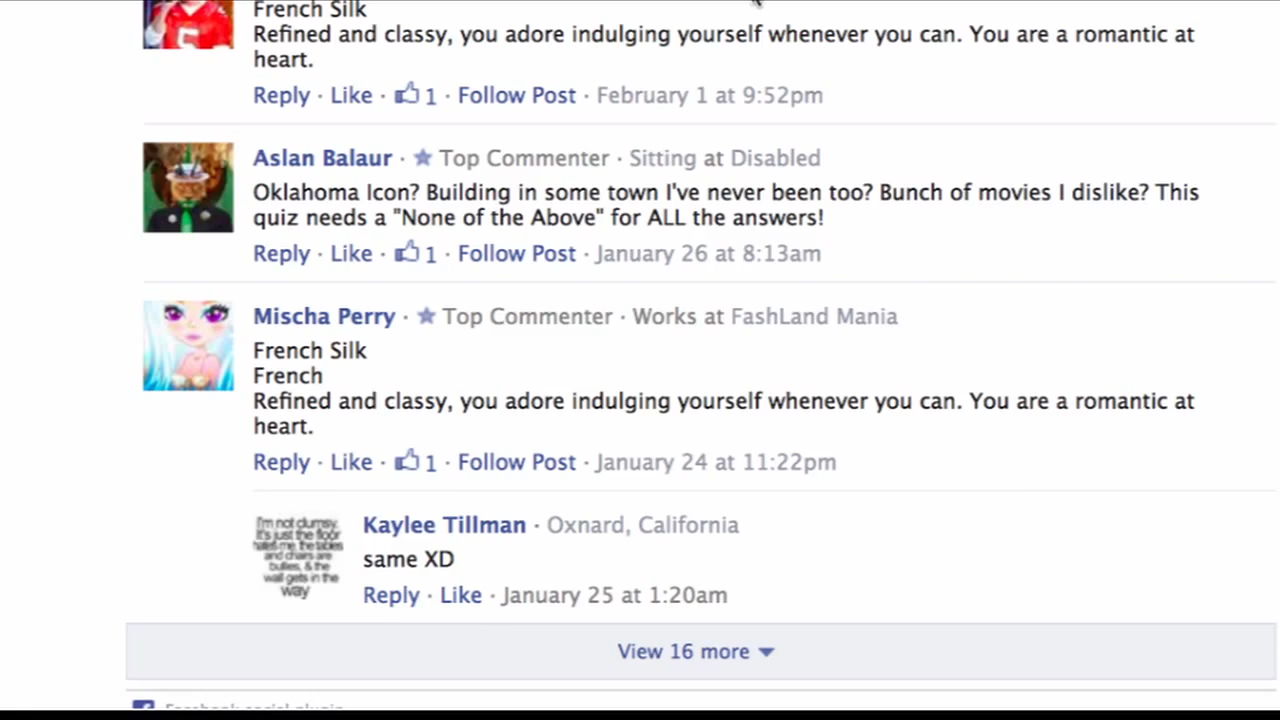 French Silk
Refined and classy, you adore indulging yourself whenever you can. You are a romantic at
heart.
Reply · Like · 1 · Follow Post · February 1 at 9:52pm
Aslan Balaur · Top Commenter · Sitting at Disabled
Oklahoma Icon? Building in some town I've never been too? Bunch of movies I dislike? This
quiz needs a "None of the Above" for ALL the answers!
Reply · Like · 1 · Follow Post · January 26 at 8:13am
Mischa Perry · Top Commenter · Works at FashLand Mania
French Silk
French
Refined and classy, you adore indulging yourself whenever you can. You are a romantic at
heart.
Reply · Like · 1 · Follow Post · January 24 at 11:22pm
I'm not clumsy.
It's just the floor
hates me, the tables
and chairs are
bullies, & the
wall gets in the
way
Kaylee Tillman · Oxnard, California
same XD
Reply · Like · January 25 at 1:20am
View 16 more
Facebook social plugin